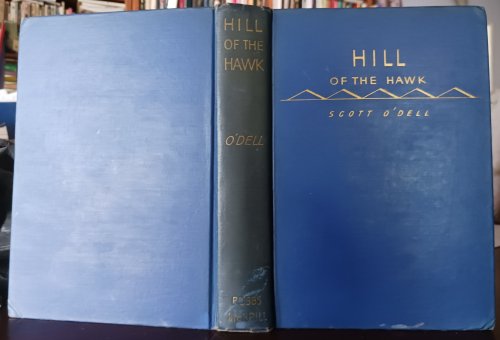 HILL
OF THE
HAWK
O'DELL
HILL
OF THE HAWK
SCOTT O'DELL